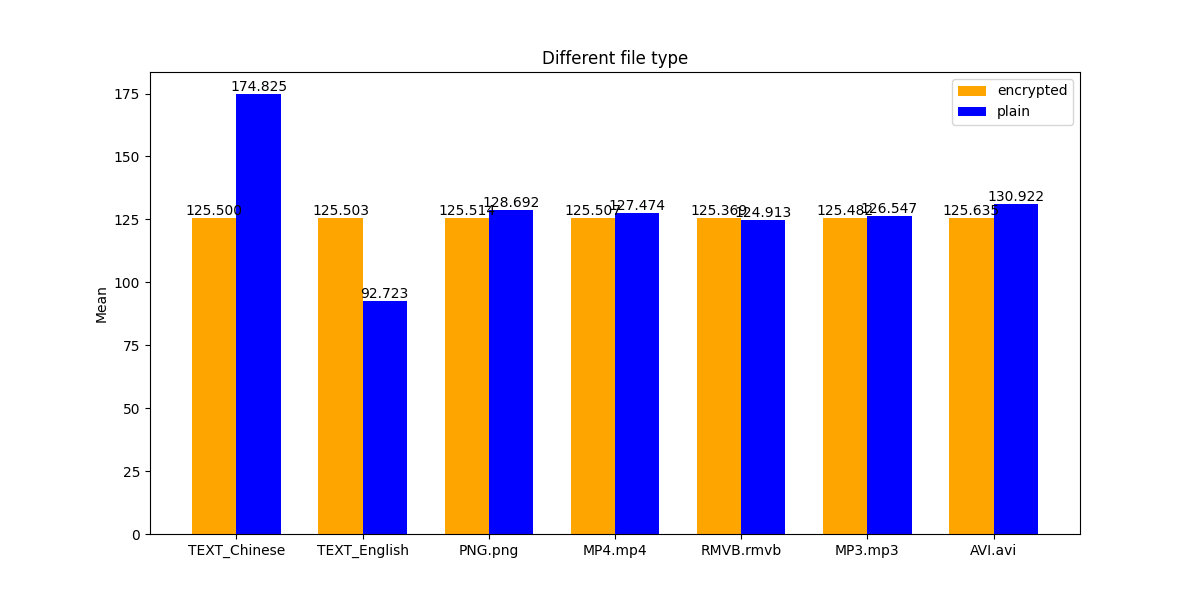 Different file type
encrypted
plain
Mean
175
150
125
100
75
50
25
0
125.500
174.825
125.503
92.723
125.514
128.692
125.507
127.474
125.369
124.913
125.482
126.547
125.635
130.922
TEXT_Chinese
TEXT_English
PNG.png
MP4.mp4
RMVB.rmvb
MP3.mp3
AVI.avi